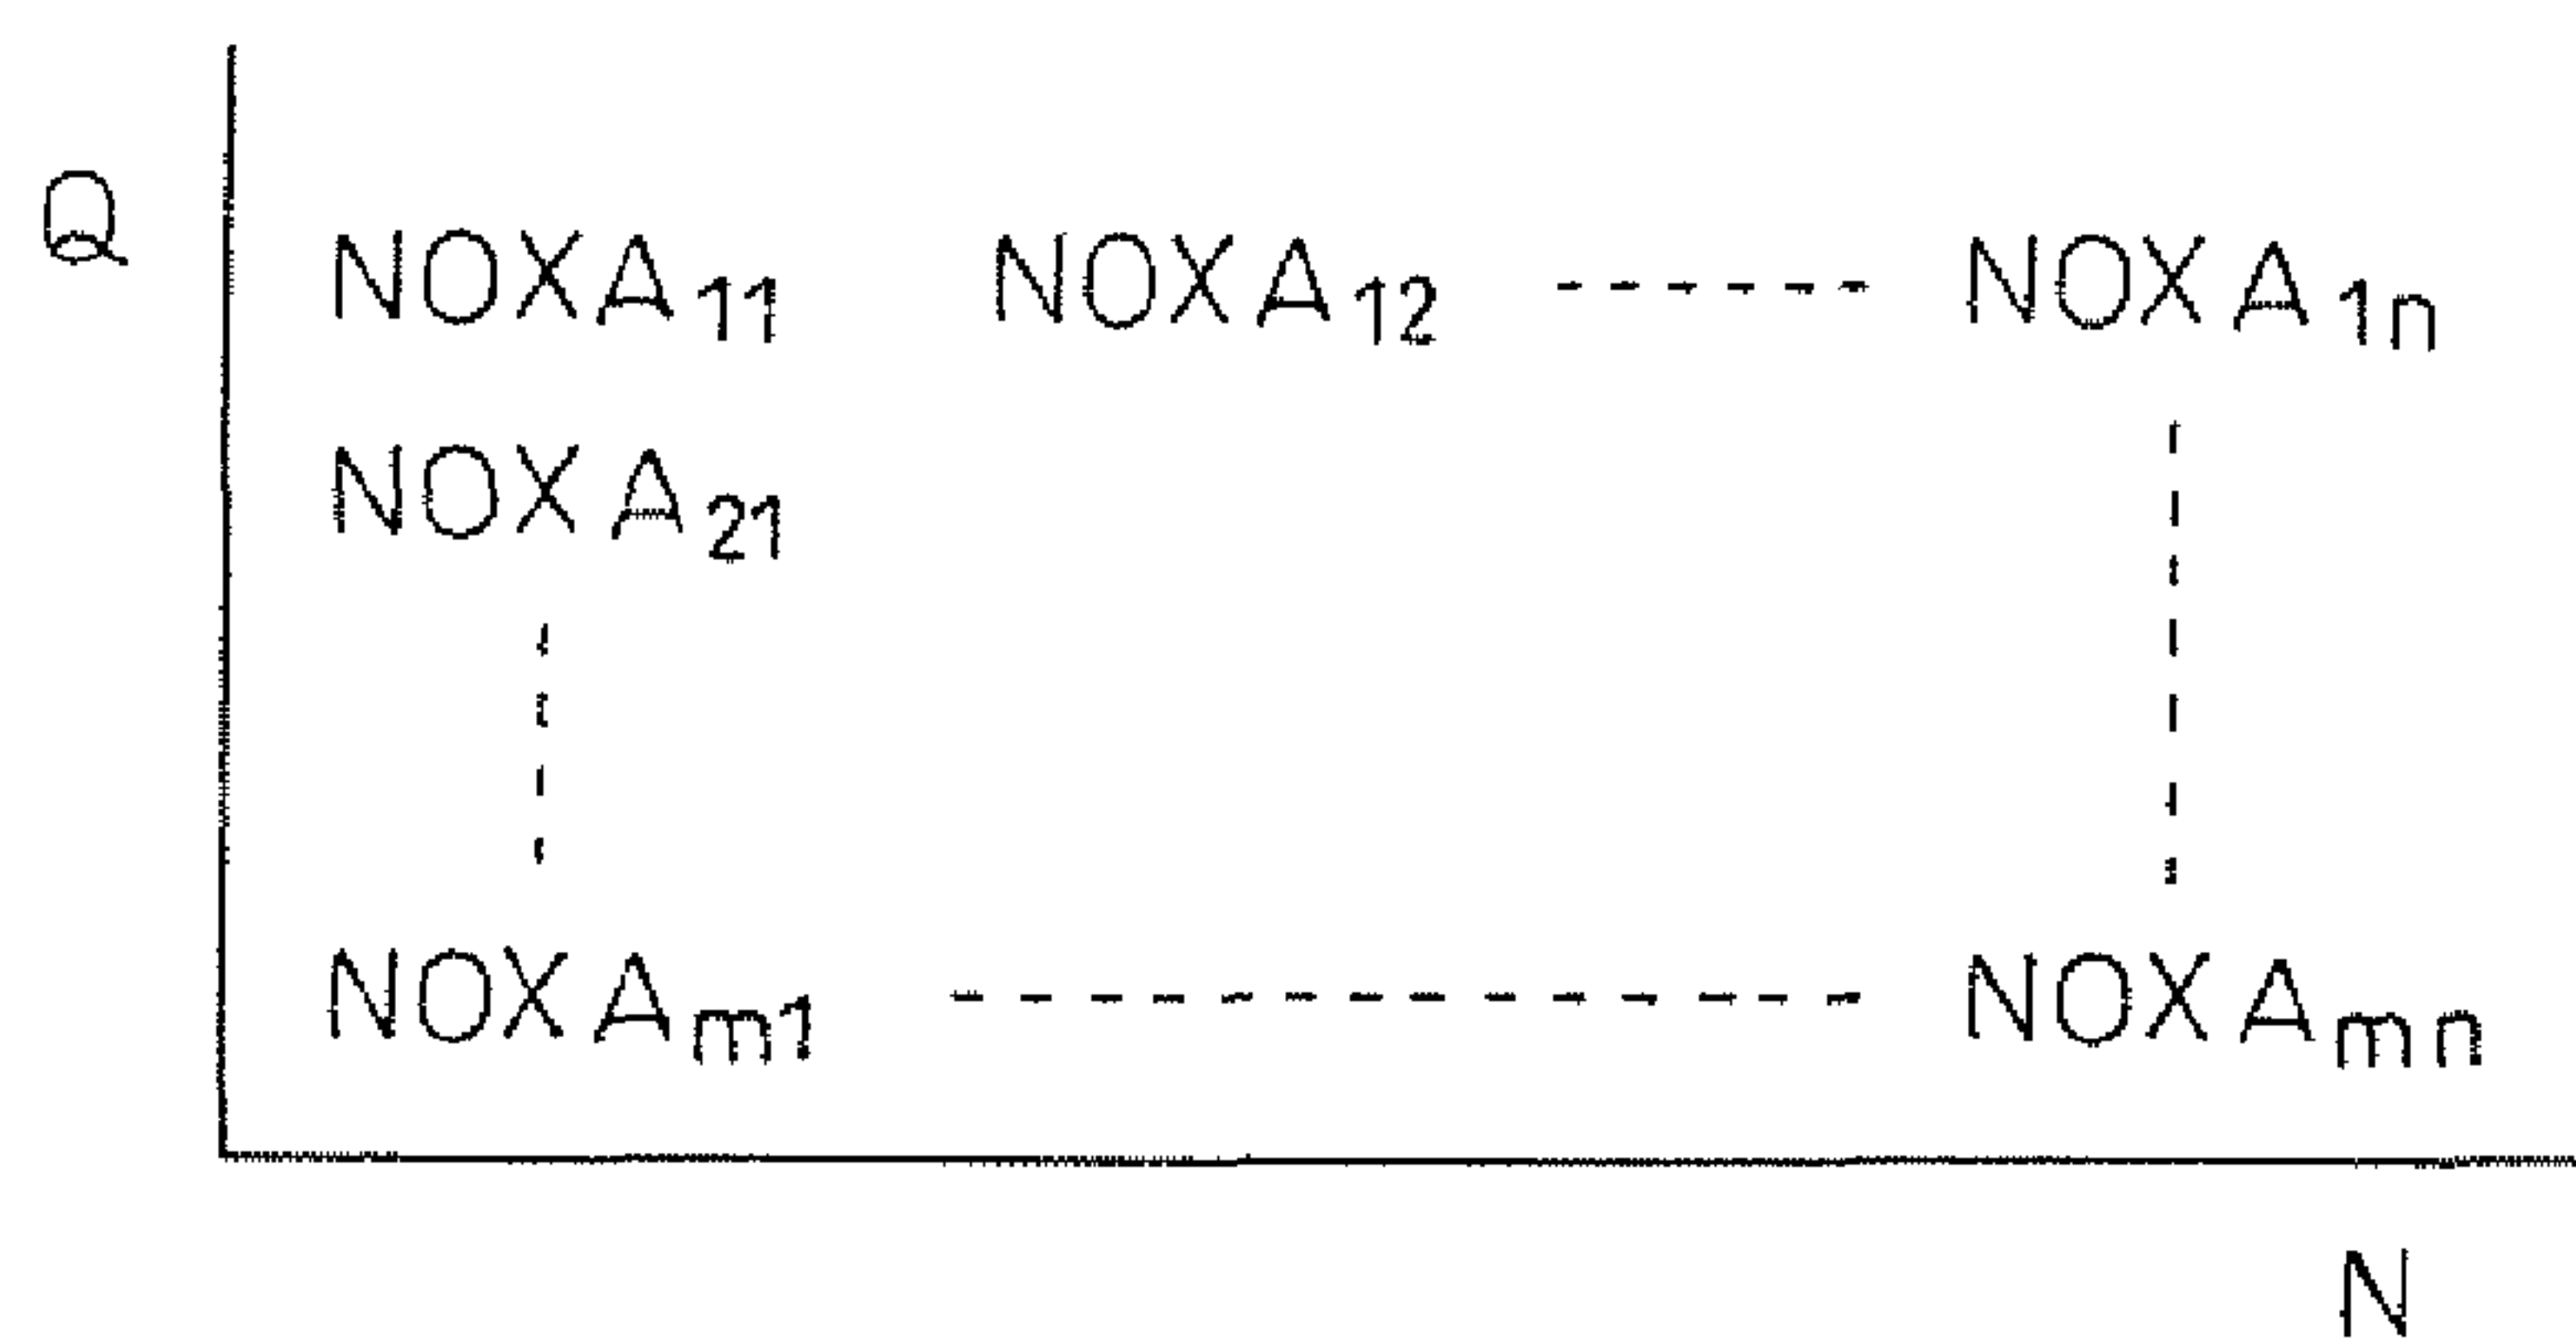 Q
NOXA₁₁ NOXA₁₂ ----- NOXA₁ₙ
NOXA₂₁
NOXAₘ₁ ----- NOXAₘₙ
N